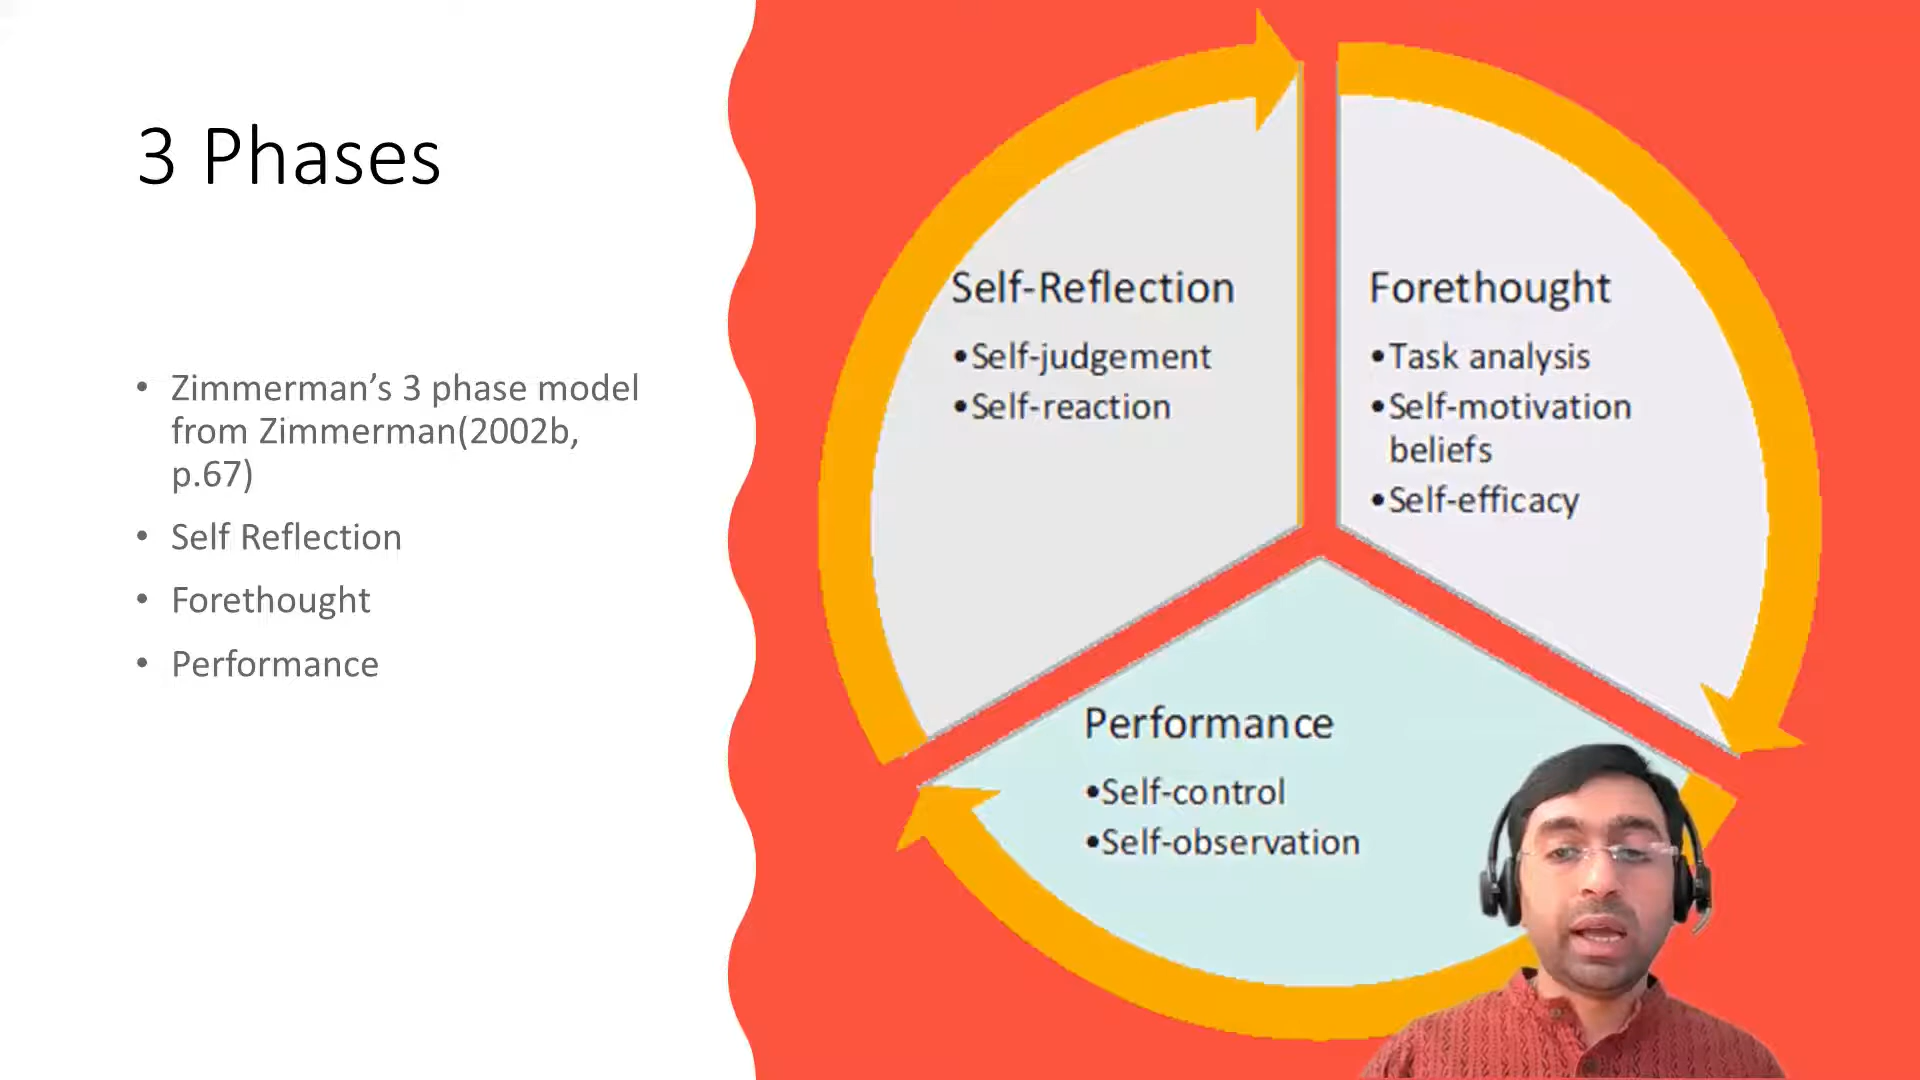 3 Phases
• Zimmerman’s 3 phase model
from Zimmerman(2002b,
p.67)
• Self Reflection
• Forethought
• Performance
Self-Reflection
•Self-judgement
•Self-reaction
Forethought
•Task analysis
•Self-motivation
beliefs
•Self-efficacy
Performance
•Self-control
•Self-observation